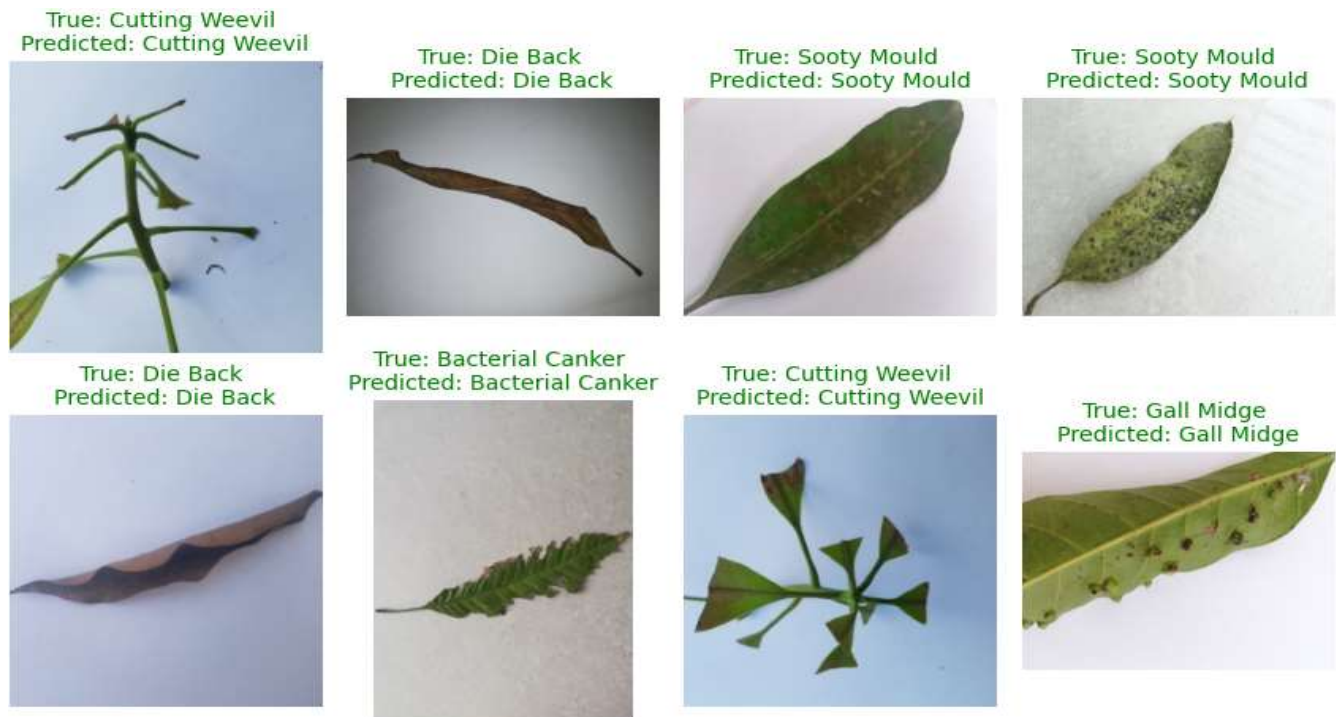 True: Cutting Weevil
Predicted: Cutting Weevil
True: Die Back
Predicted: Die Back
True: Sooty Mould
Predicted: Sooty Mould
True: Sooty Mould
Predicted: Sooty Mould
True: Die Back
Predicted: Die Back
True: Bacterial Canker
Predicted: Bacterial Canker
True: Cutting Weevil
Predicted: Cutting Weevil
True: Gall Midge
Predicted: Gall Midge